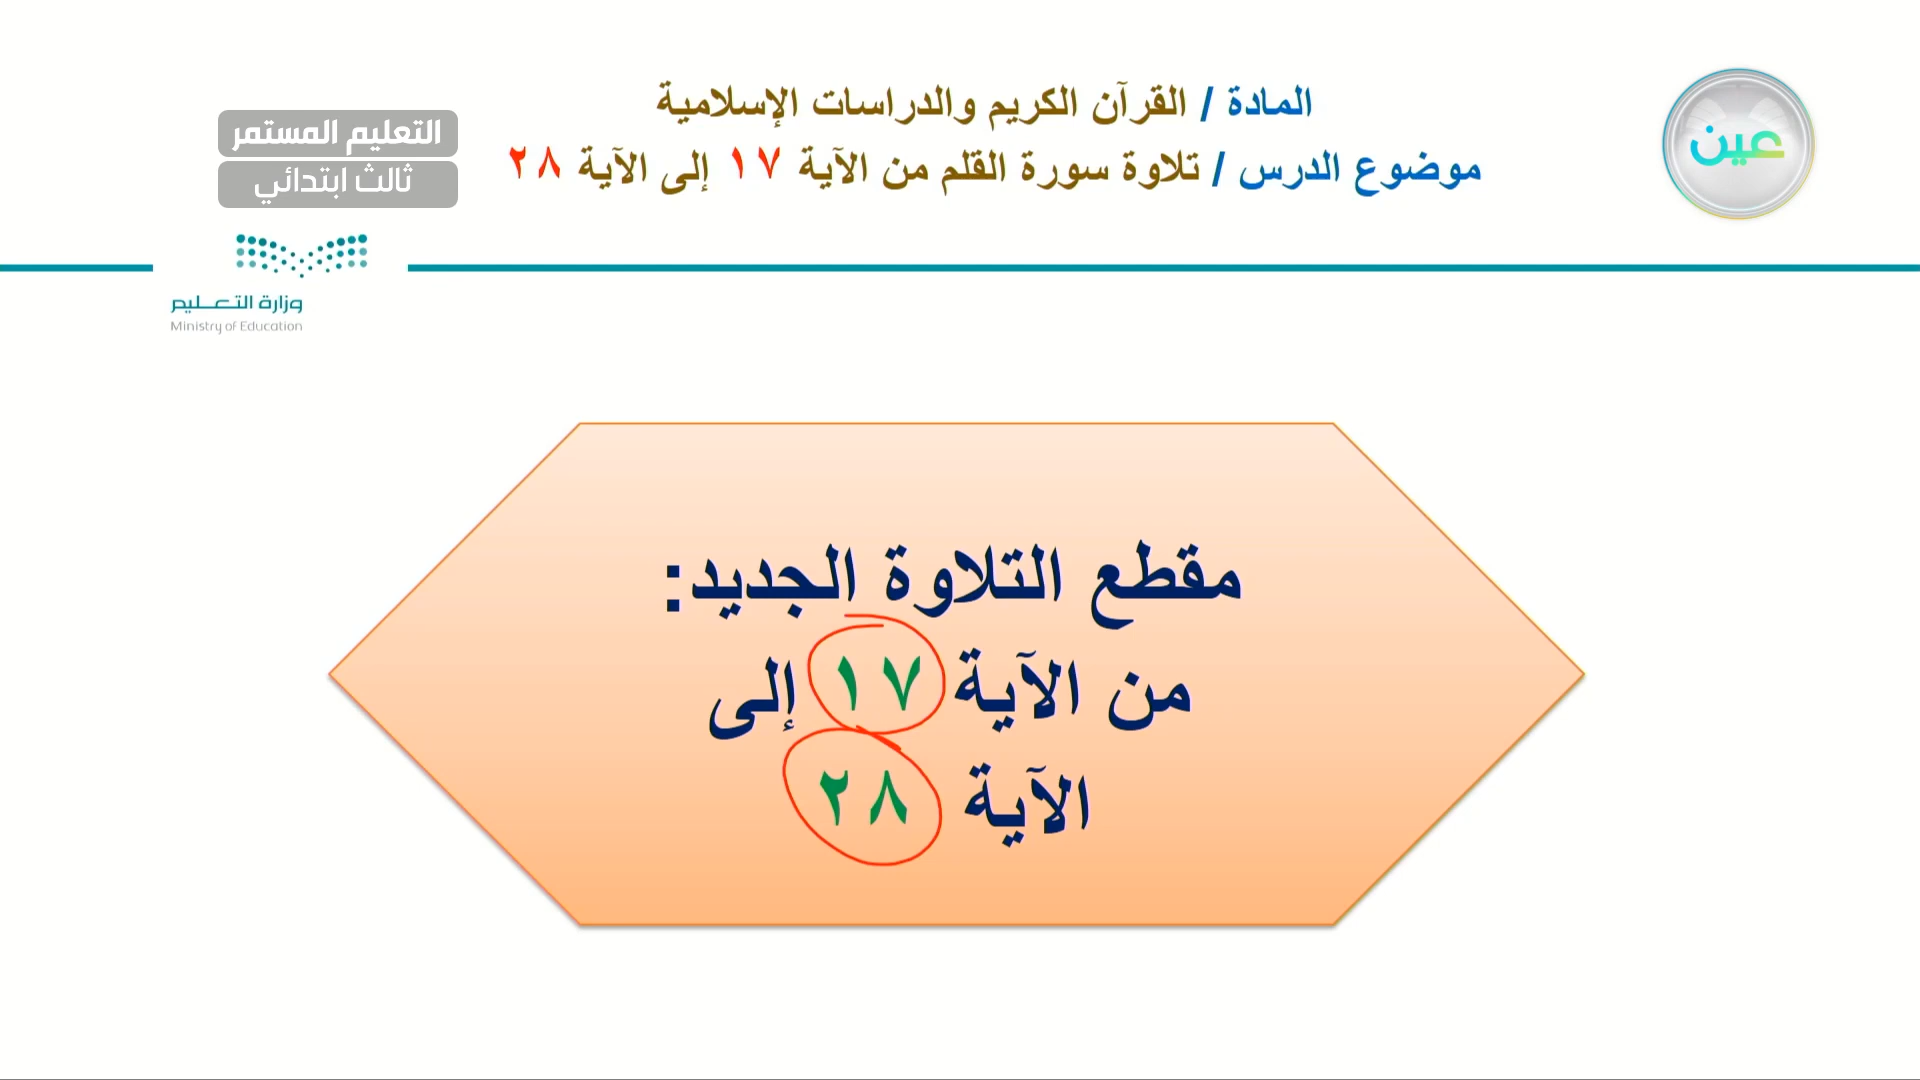 المادة / القرآن الكريم والدراسات الإسلامية
موضوع الدرس / تلاوة سورة القلم من الآية ١٧ إلى الآية ٢٨
عين
التعليم المستمر
ثالث ابتدائي
وزارة التعـــليم
Ministry of Education
مقطع التلاوة الجديد:
من الآية ١٧ إلى
الآية ٢٨